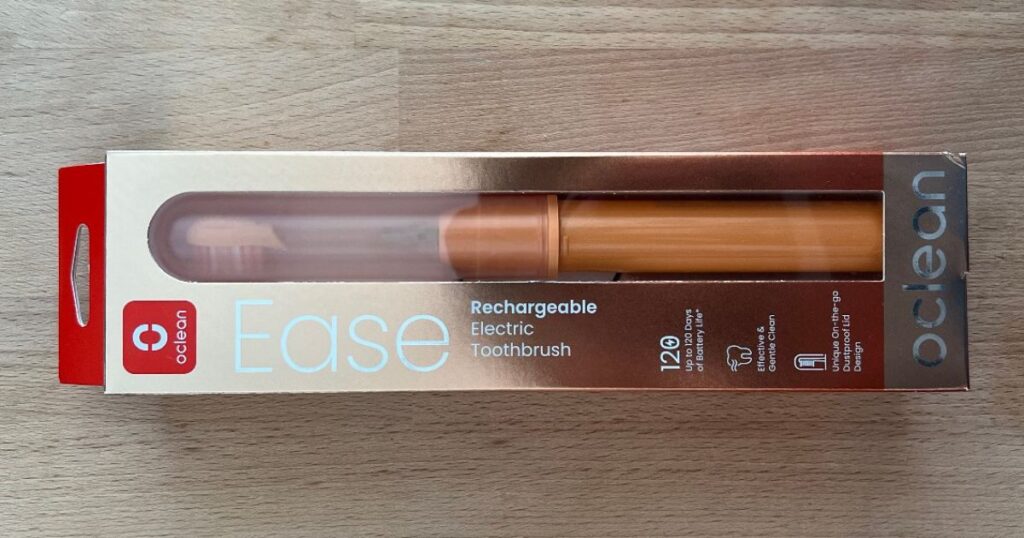 oclean
Ease
Rechargeable
Electric
Toothbrush
120
Up to 120 Days
of Battery Life*
Effective &
Gentle Clean
Unique On-the-go
Dustproof Lid
Design
oclean